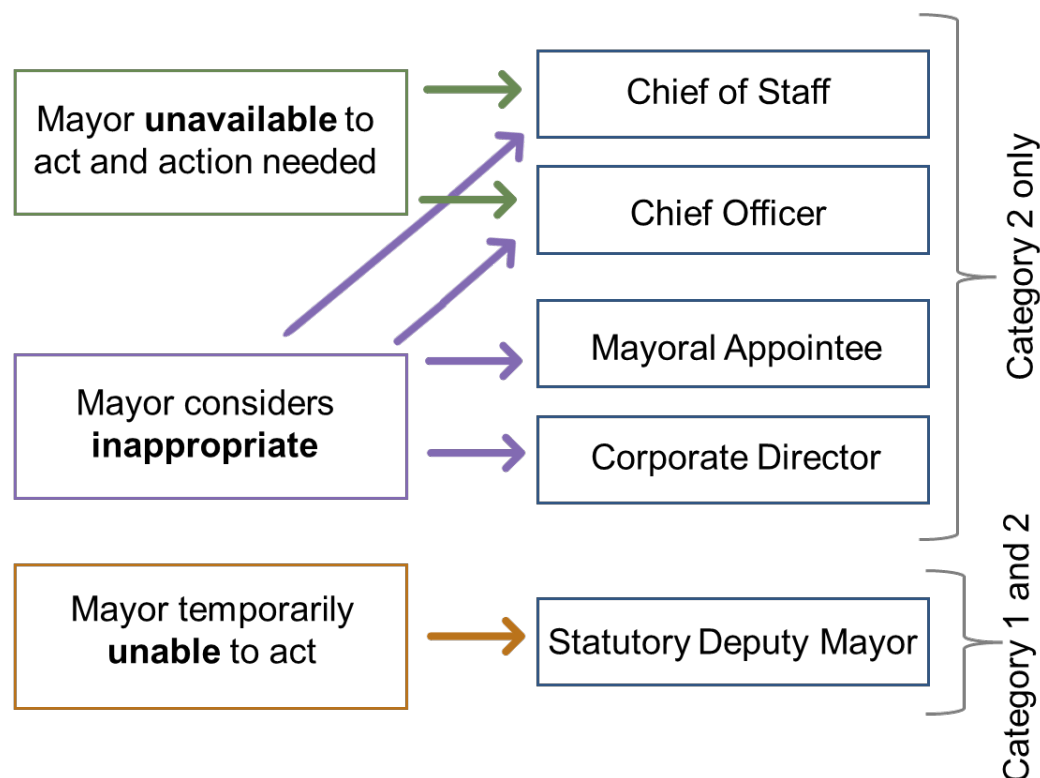 Mayor unavailable to
act and action needed
Mayor considers
inappropriate
Mayor temporarily
unable to act
Chief of Staff
Chief Officer
Mayoral Appointee
Corporate Director
Statutory Deputy Mayor
Category 2 only
Category 1 and 2